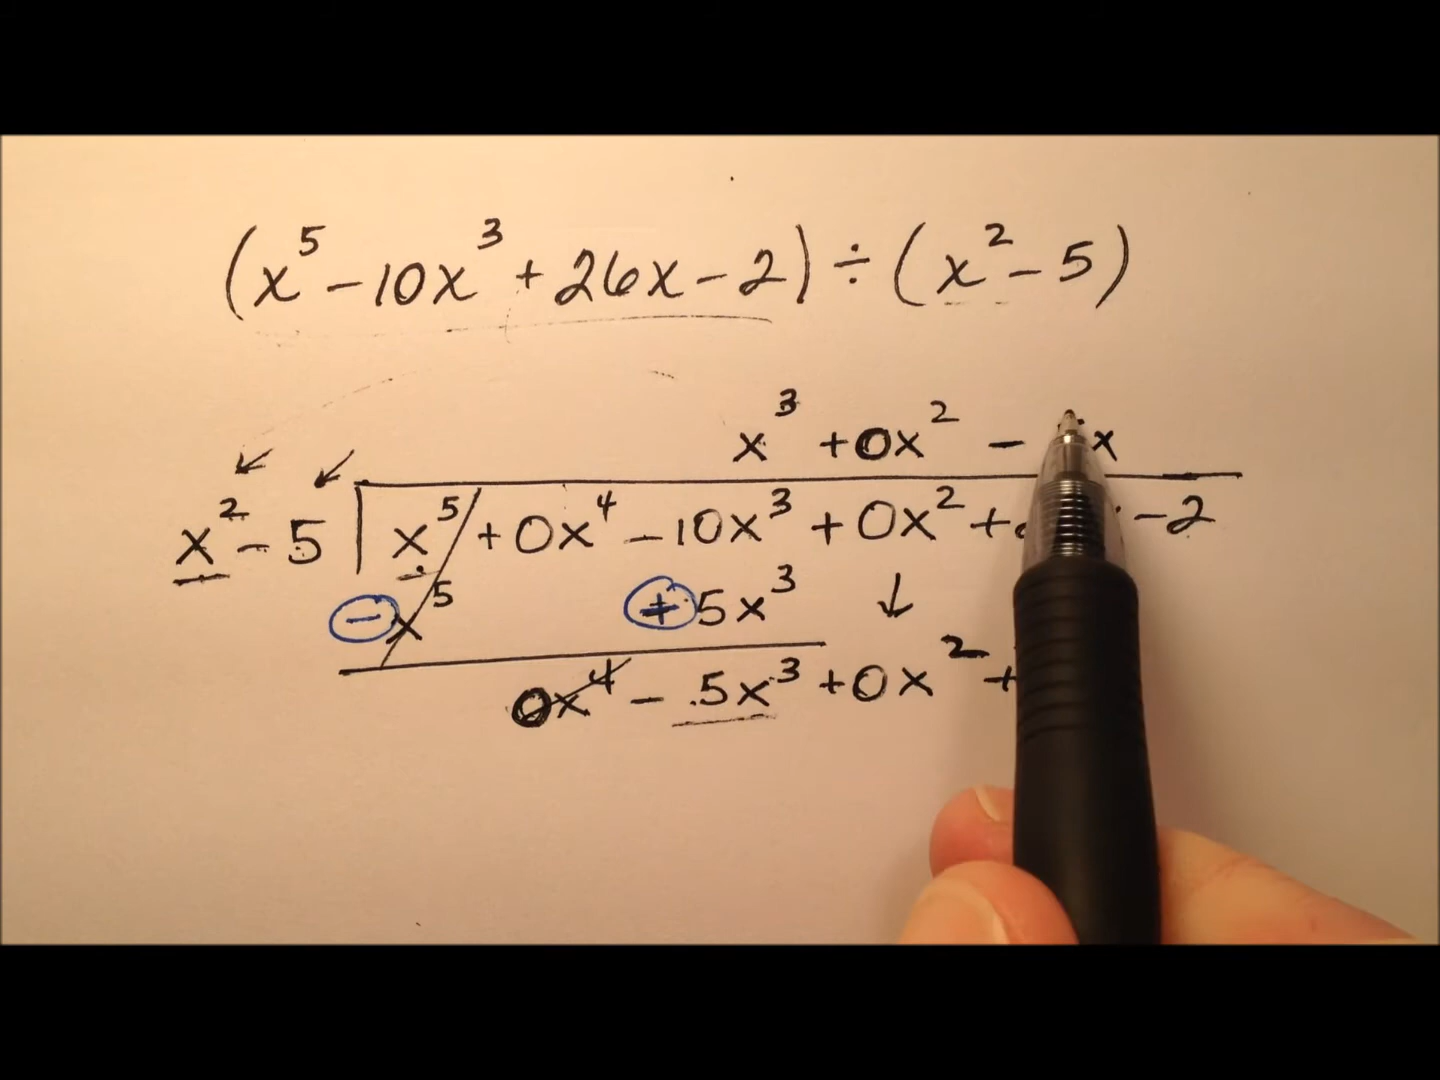 (x⁵ - 10x³ + 26x - 2) ÷ (x² - 5)
x³ + 0x² - x
x² - 5 x⁵ + 0x⁴ - 10x³ + 0x² + - 2
- x⁵ + 5x³
0x⁴ - 5x³ + 0x² +